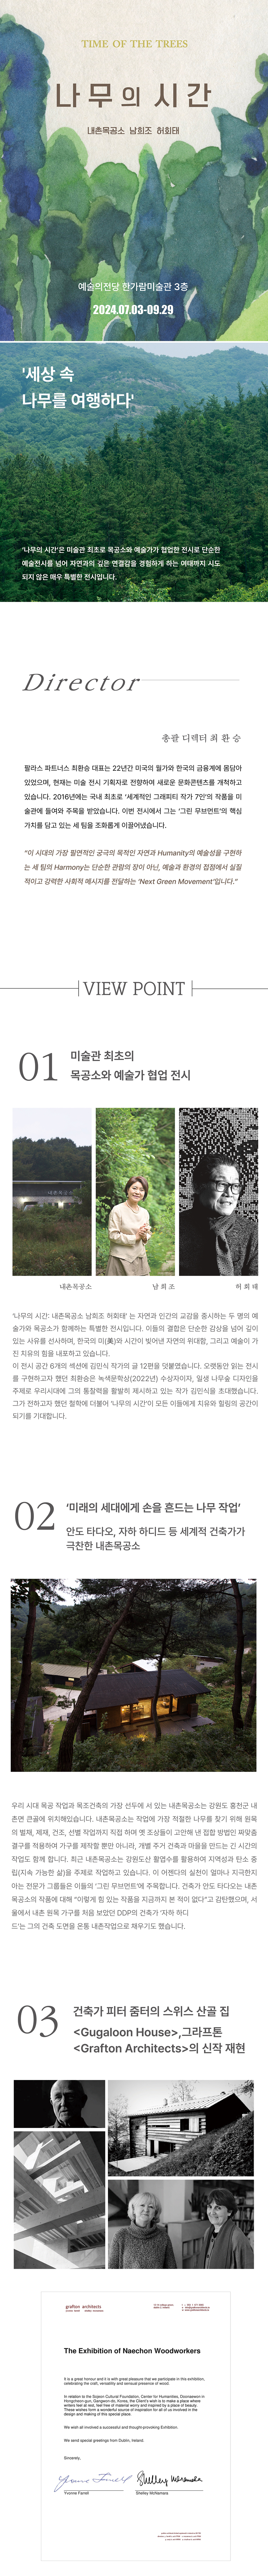 TIME OF THE TREES
나무의 시간
내촌목공소 남희조 허회태
예술의전당 한가람미술관 3층
2024.07.03-09.29
'세상 속
나무를 여행하다'
'나무의 시간'은 미술관 최초로 목공소와 예술가가 협업한 전시로 단순한
예술전시를 넘어 자연과의 깊은 연결감을 경험하게 하는 여태까지 시도
되지 않은 매우 특별한 전시입니다.
Director
총괄 디렉터 최 환 승
팔라스 파트너스 최환승 대표는 22년간 미국의 월가와 한국의 금융계에 몸담아
있었으며, 현재는 미술 전시 기획자로 전향하여 새로운 문화콘텐츠를 개척하고
있습니다. 2016년에는 국내 최초로 '세계적인 그래피티 작가 7인'의 작품을 미
술관에 들여와 주목을 받았습니다. 이번 전시에서 그는 '그린 무브먼트'의 핵심
가치를 담고 있는 세 팀을 조화롭게 이끌어냈습니다.
"이 시대의 가장 필연적인 궁극의 목적인 자연과 Humanity의 예술성을 구현하
는 세 팀의 Harmony는 단순한 관람의 장이 아닌, 예술과 환경의 접점에서 실질
적이고 강력한 사회적 메시지를 전달하는 'Next Green Movement'입니다."
VIEW POINT
01
미술관 최초의
목공소와 예술가 협업 전시
내촌목공소
내촌목공소 남 희 조 허 회 태
'나무의 시간: 내촌목공소 남희조 허회태' 는 자연과 인간의 교감을 중시하는 두 명의 예
술가와 목공소가 함께하는 특별한 전시입니다. 이들의 결합은 단순한 감상을 넘어 깊이
있는 사유를 선사하며, 한국의 미(美)와 시간이 빚어낸 자연의 위대함, 그리고 예술이 가
진 치유의 힘을 내포하고 있습니다.
이 전시 공간 6개의 섹션에 김민식 작가의 글 12편을 덧붙였습니다. 오랫동안 읽는 전시
를 구현하고자 했던 최환승은 녹색문학상(2022년) 수상자이자, 일생 나무숲 디자인을
주제로 우리시대에 그의 통찰력을 활발히 제시하고 있는 작가 김민식을 초대했습니다.
그가 전하고자 했던 철학에 더불어 '나무의 시간'이 모든 이들에게 치유와 힐링의 공간이
되기를 기대합니다.
02
'미래의 세대에게 손을 흔드는 나무 작업'
안도 타다오, 자하 하디드 등 세계적 건축가가
극찬한 내촌목공소
우리 시대 목공 작업과 목조건축의 가장 선두에 서 있는 내촌목공소는 강원도 홍천군 내
촌면 큰골에 위치해있습니다. 내촌목공소는 작업에 가장 적절한 나무를 찾기 위해 원목
의 벌채, 제재, 건조, 선별 작업까지 직접 하며 옛 조상들이 고안해 낸 접합 방법인 짜맞춤
결구를 적용하여 가구를 제작할 뿐만 아니라, 개별 주거 건축과 마을을 만드는 긴 시간의
작업도 함께 합니다. 최근 내촌목공소는 강원도산 활엽수를 활용하여 지역성과 탄소 중
립(지속 가능한 삶)을 주제로 작업하고 있습니다. 이 어젠다의 실천이 얼마나 지극한지
아는 전문가 그룹들은 이들의 '그린 무브먼트'에 주목합니다. 건축가 안도 타다오는 내촌
목공소의 작품에 대해 "이렇게 힘 있는 작품을 지금까지 본 적이 없다"고 감탄했으며, 서
울에서 내촌 원목 가구를 처음 보았던 DDP의 건축가 '자하 하디
드'는 그의 건축 도면을 온통 내촌작업으로 채우기도 했습니다.
03
건축가 피터 줌터의 스위스 산골 집
<Gugaloon House>,그라프톤
<Grafton Architects>의 신작 재현
grafton architects
The Exhibition of Naechon Woodworkers
It is a great honour and it is with great pleasure that we participate in this exhibition,
celebrating the craft, versatility and sensual presence of wood.
In relation to the Sojeon Cultural Foundation, Center for Humanities, Doonaewon in
Hongcheon-gun, Gangwon-do, Korea, the Client's wish is to make a place where
writers feel at rest, feel free of material worry and inspired by a place of beauty.
These wishes form a wonderful source of inspiration for all of us involved in the
design and making of this special place.
We wish all involved a successful and thought-provoking Exhibition.
We send special greetings from Dublin, Ireland.
Sincerely,
Yvonne Farrell Shelley McNamara
Yvonne Farrell Shelley McNamara